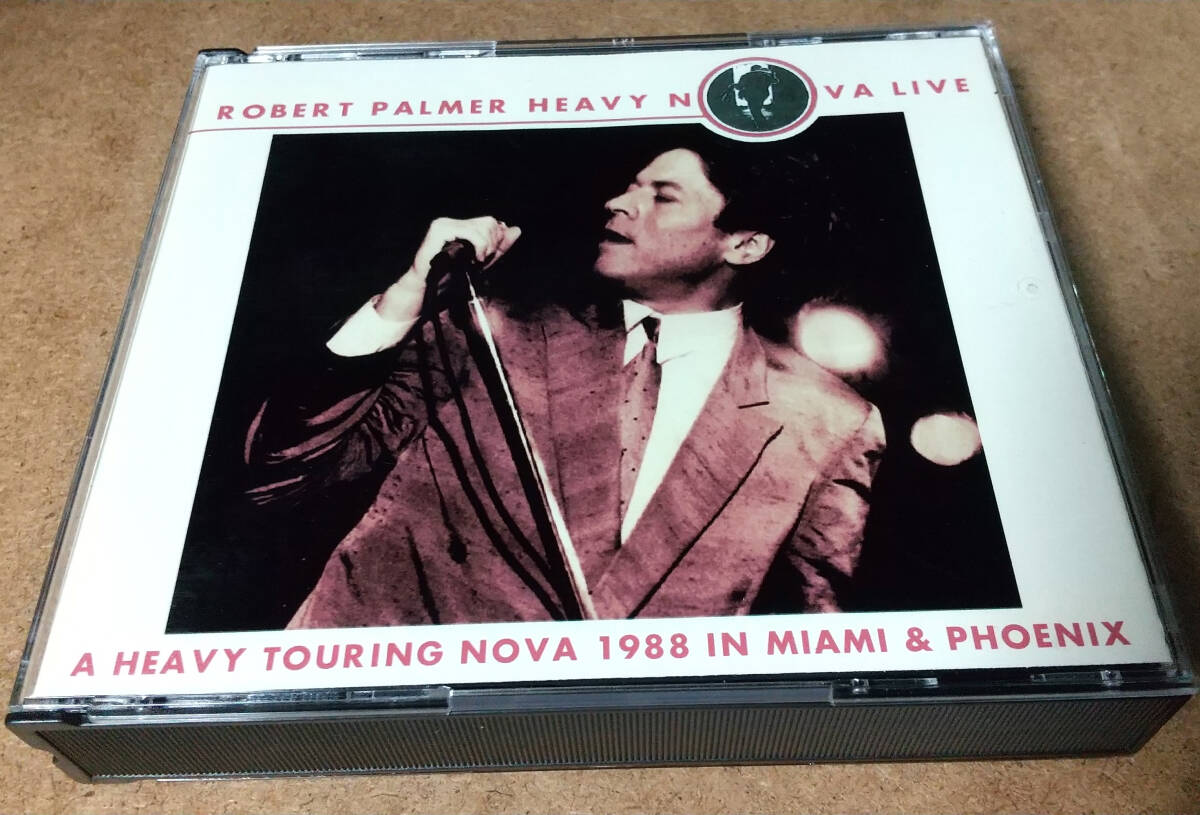 ROBERT PALMER HEAVY N VA LIVE
A HEAVY TOURING NOVA 1988 IN MIAMI & PHOENIX